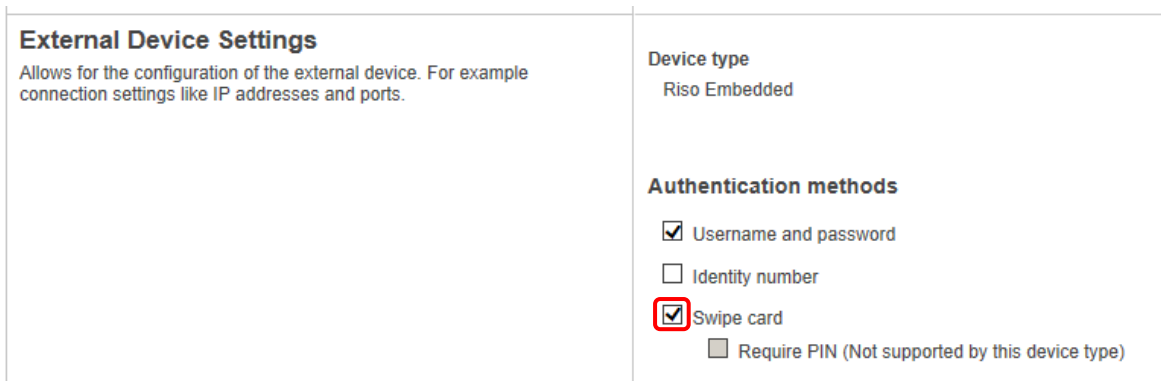 External Device Settings
Allows for the configuration of the external device. For example
connection settings like IP addresses and ports.
Device type
Riso Embedded
Authentication methods
Username and password
Identity number
Swipe card
Require PIN (Not supported by this device type)